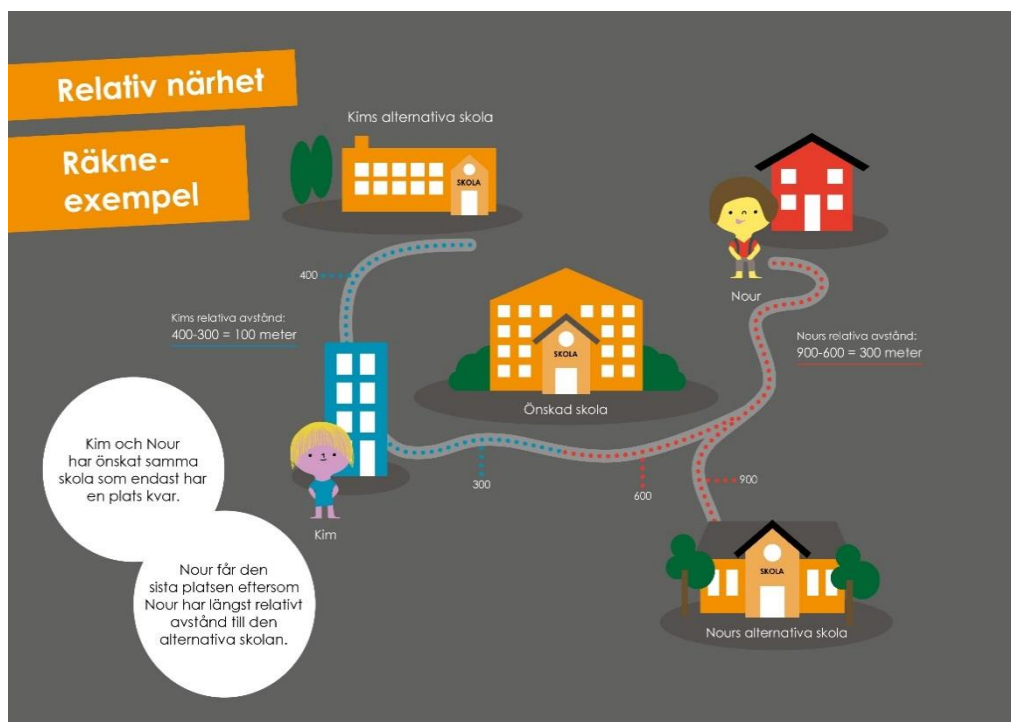 Relativ närhet
Räkne-
exempel
Kims alternativa skola
SKOLA
400
Kims relativa avstånd:
400-300 = 100 meter
Nour
Nours relativa avstånd:
900-600 = 300 meter
SKOLA
Önskad skola
Kim och Nour
har önskat samma
skola som endast har
en plats kvar.
Kim
300
600
900
Nour får den
sista platsen eftersom
Nour har längst relativt
avstånd till den
alternativa skolan.
SKOLA
Nours alternativa skola